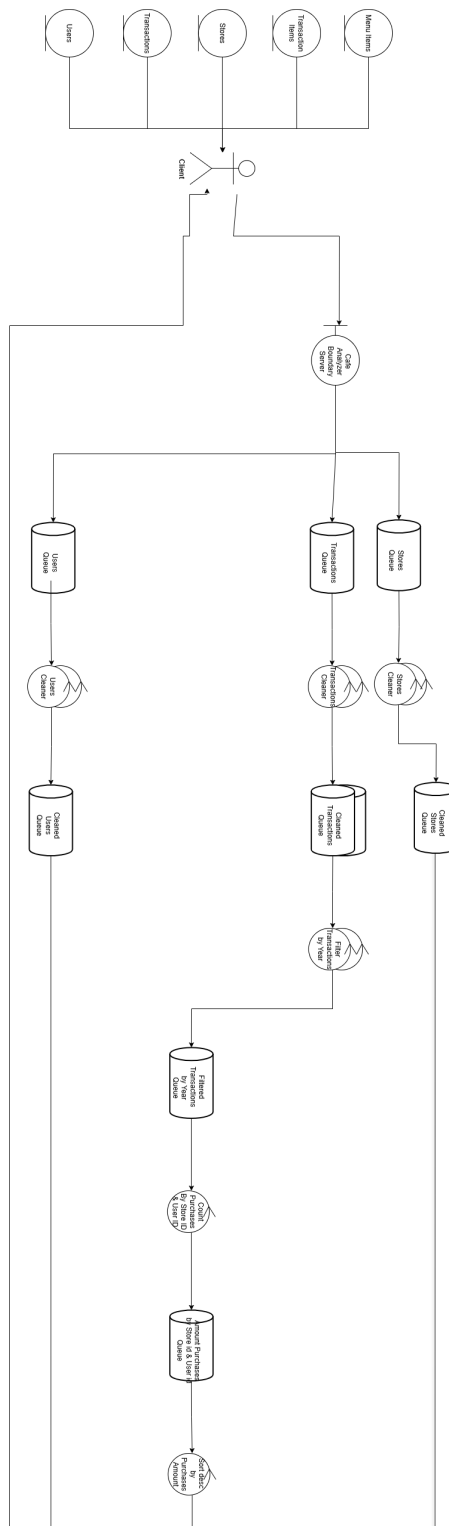 Menu Items
Transaction
Items
Stores
Transactions
Users
Client
Cafe
Analyzer
Boundary
Server
Stores
Queue
Transactions
Queue
Users
Queue
Stores
Cleaner
Transactions
Cleaner
Users
Cleaner
Cleaned
Stores
Queue
Cleaned
Transactions
Queue
Cleaned
Users
Queue
Filter
Transactions
by Year
Filtered
Transactions
by Year
Queue
Count
Purchases
By Store ID
& User ID
Amount Purchases
by Store id & User id
Queue
Sort desc
by
Purchases
Amount